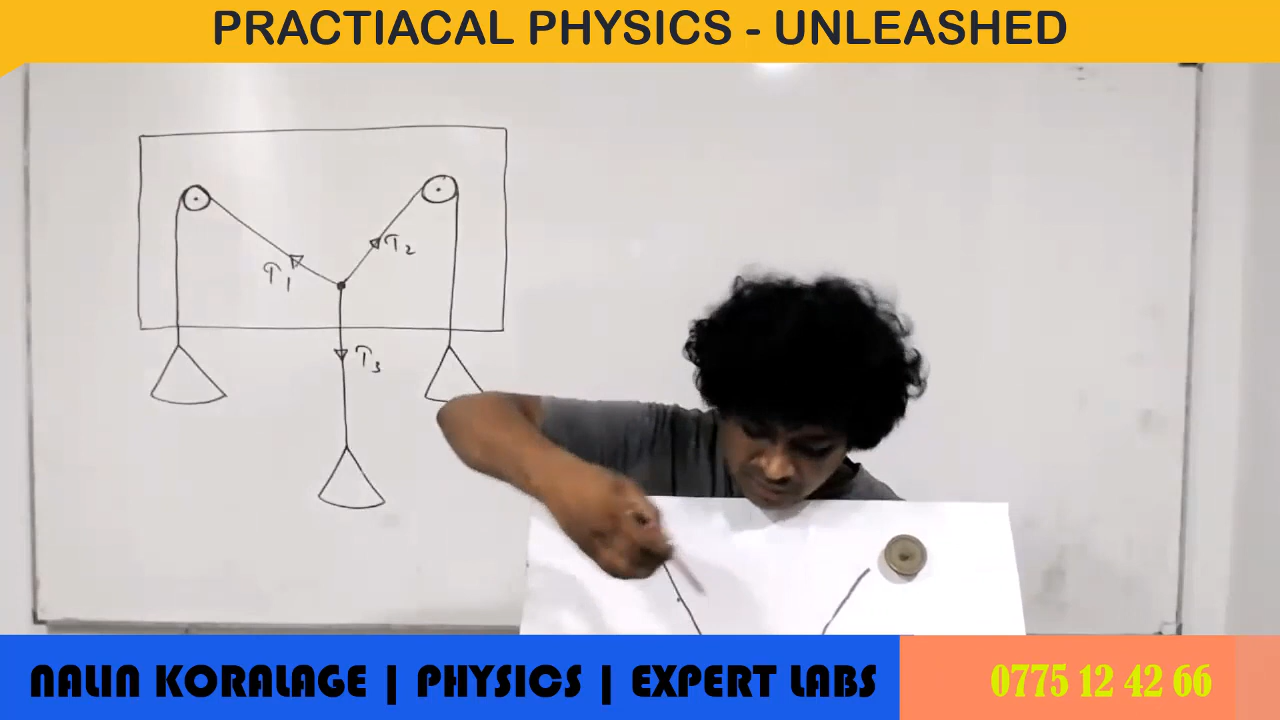 PRACTIACAL PHYSICS - UNLEASHED
T1
T2
T3
NALIN KORALAGE | PHYSICS | EXPERT LABS
0775 12 42 66